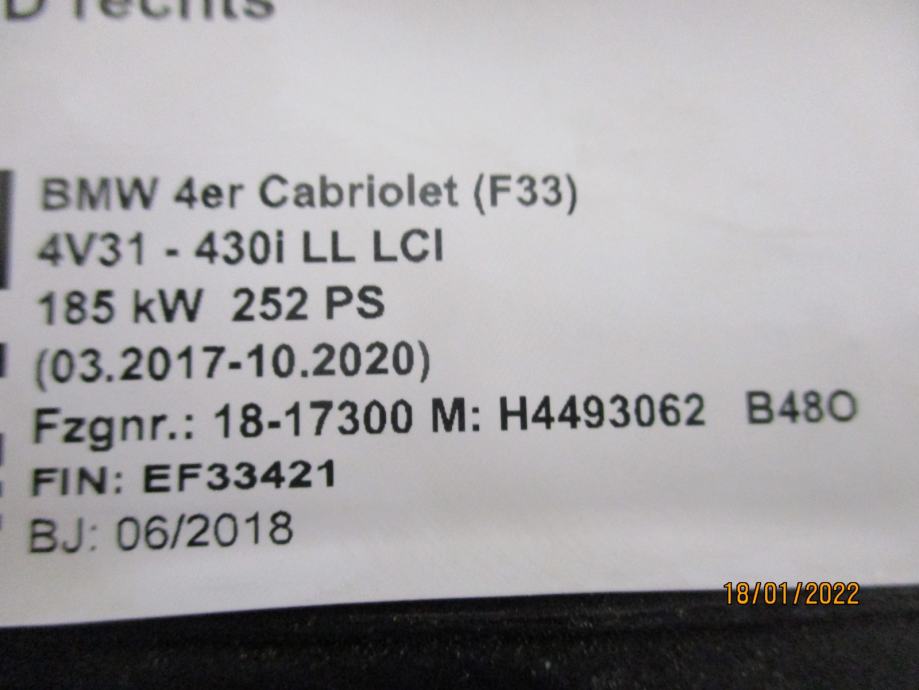 rechts
BMW 4er Cabriolet (F33)
4V31 - 430i LL LCI
185 kW 252 PS
(03.2017-10.2020)
Fzgnr.: 18-17300 M: H4493062 B48O
FIN: EF33421
BJ: 06/2018
18/01/2022